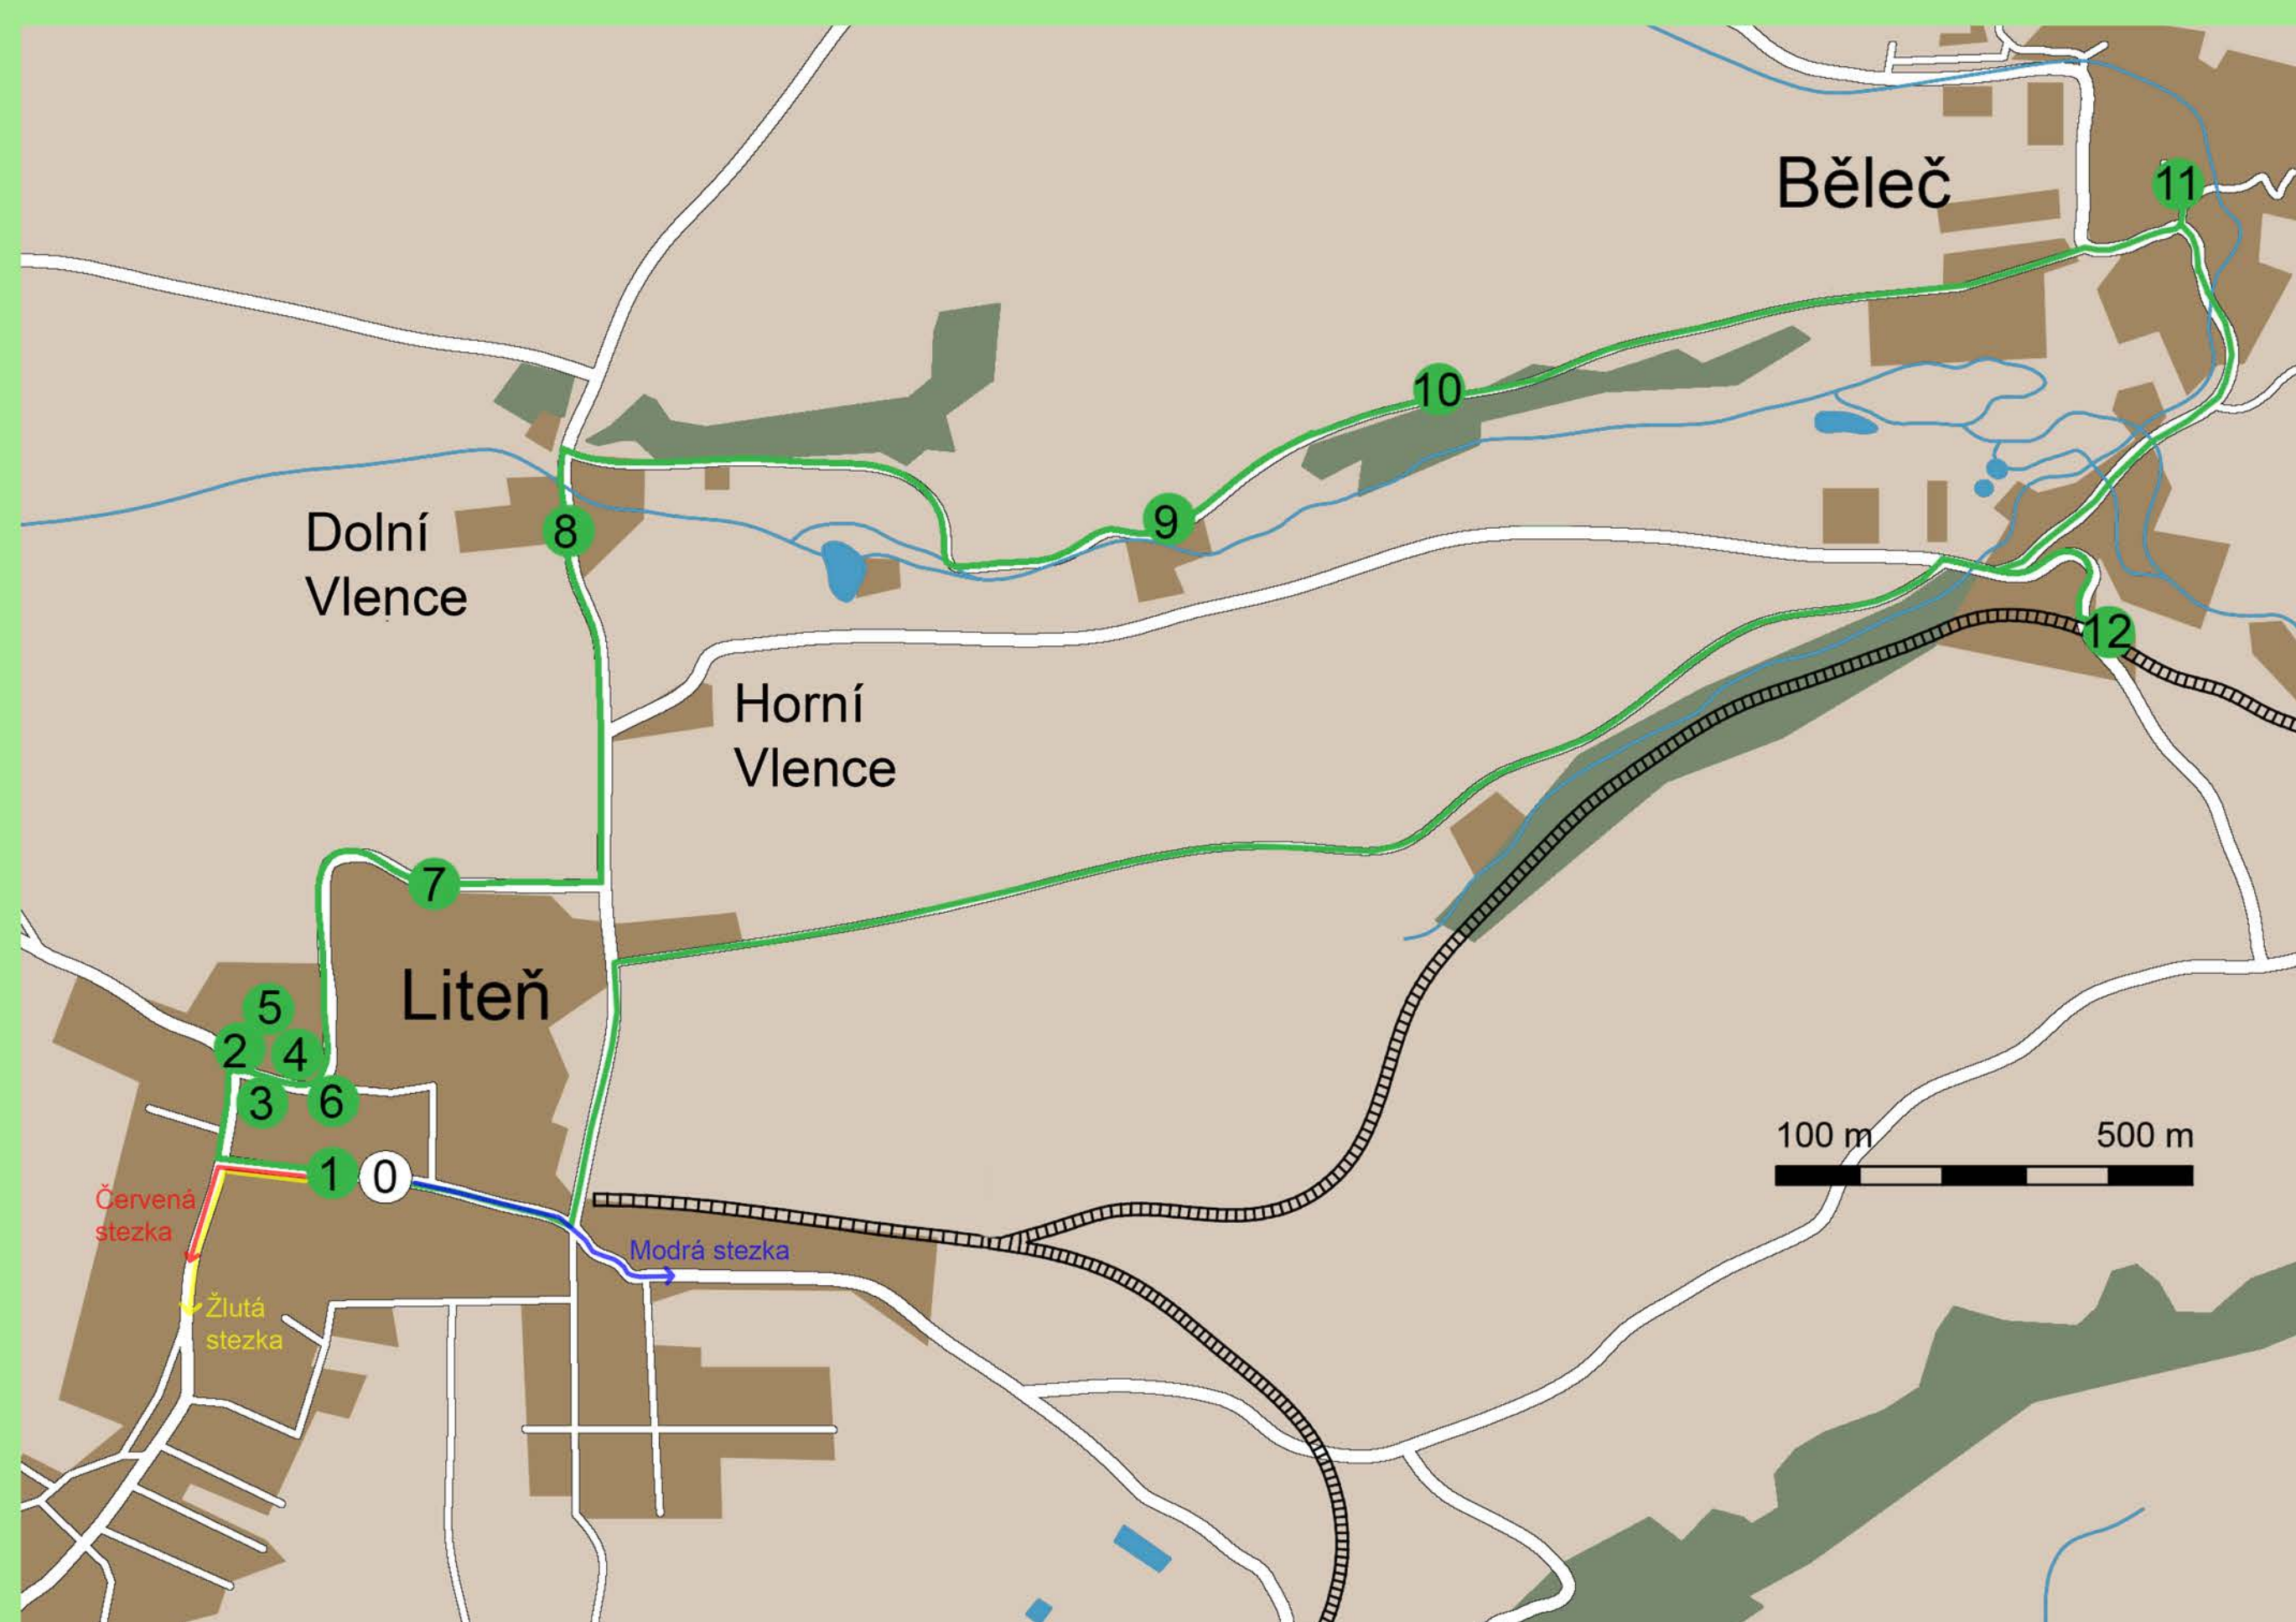 Běleč
11
10
9
8
Dolní
Vlence
12
Horní
Vlence
7
Liteň
5
2
4
3
6
1
0
100 m
500 m
Červená
stezka
Modrá stezka
Žlutá
stezka